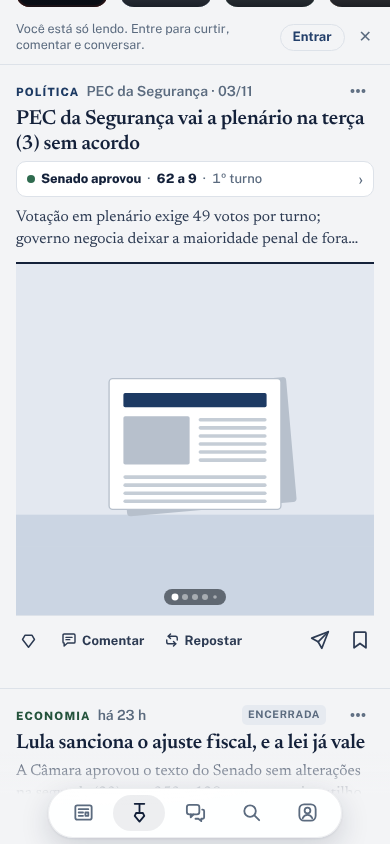 Você está só lendo. Entre para curtir,
comentar e conversar.
Entrar
POLÍTICA PEC da Segurança · 03/11
PEC da Segurança vai a plenário na terça
(3) sem acordo
Senado aprovou · 62 a 9 · 1º turno
Votação em plenário exige 49 votos por turno;
governo negocia deixar a maioridade penal de fora...
Comentar
Repostar
ECONOMIA há 23 h
ENCERRADA
Lula sanciona o ajuste fiscal, e a lei já vale
A Câmara aprovou o texto do Senado sem alterações